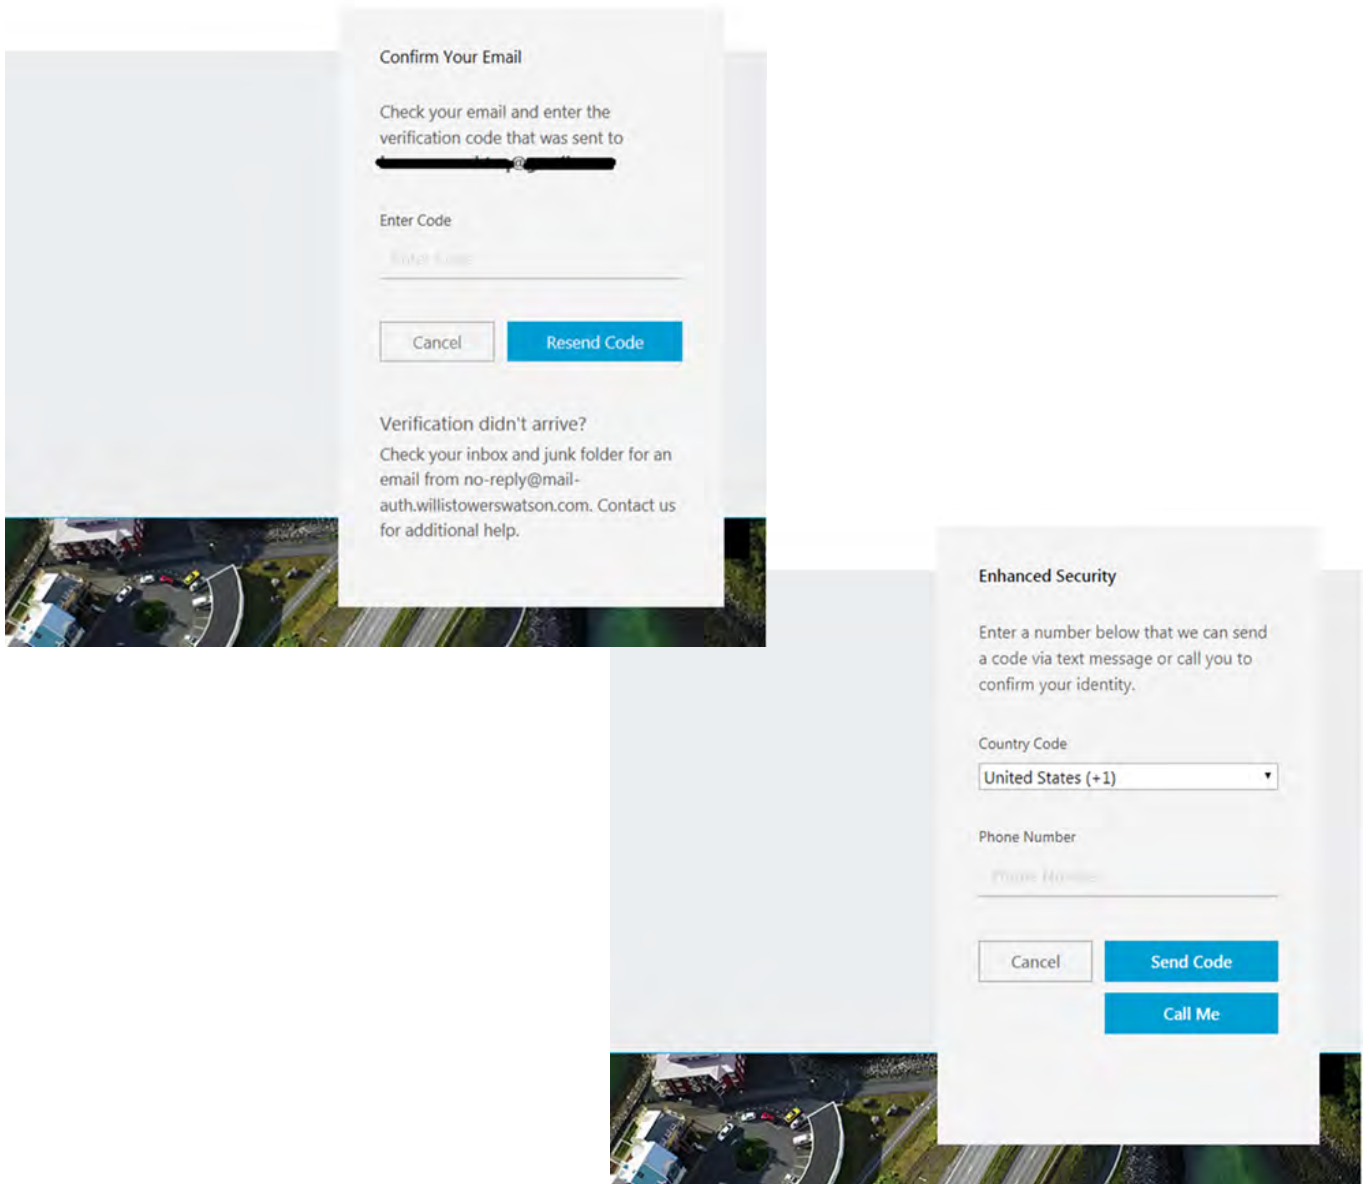 Confirm Your Email
Check your email and enter the
verification code that was sent to
@
Enter Code
Enter Code
Cancel
Resend Code
Verification didn't arrive?
Check your inbox and junk folder for an
email from no-reply@mail-
auth.willistowerswatson.com. Contact us
for additional help.
Enhanced Security
Enter a number below that we can send
a code via text message or call you to
confirm your identity.
Country Code
United States (+1)
Phone Number
Phone Number
Cancel
Send Code
Call Me